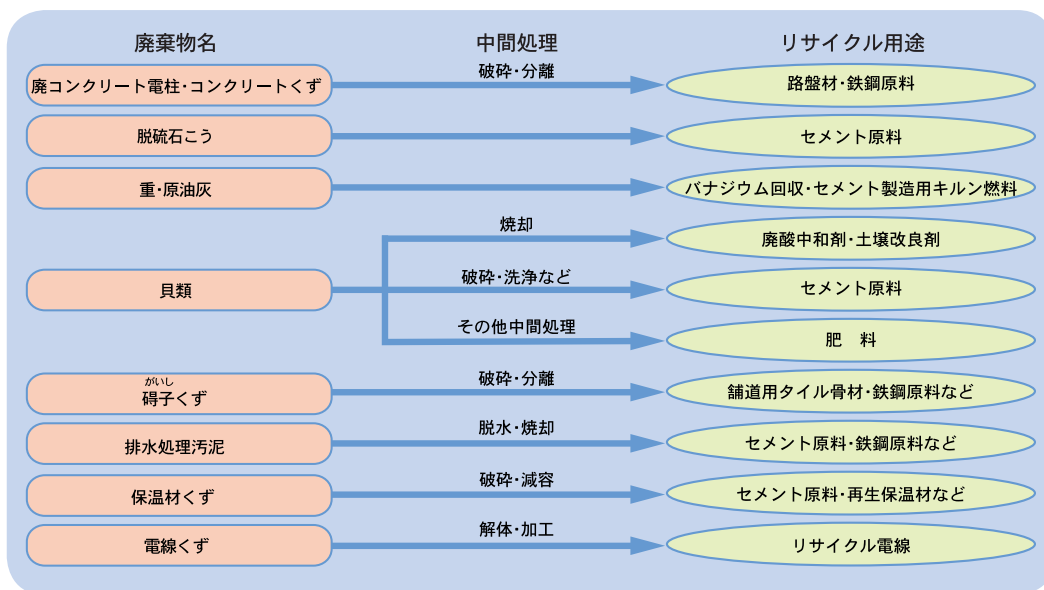 廃棄物名 中間処理 リサイクル用途
廃コンクリート電柱・コンクリートくず 破砕・分離 路盤材・鉄鋼原料
脱硫石こう セメント原料
重・原油灰 バナジウム回収・セメント製造用キルン燃料
焼却 廃酸中和剤・土壌改良剤
貝類 破砕・洗浄など セメント原料
その他中間処理 肥　料
がいし
碍子くず 破砕・分離 舗道用タイル骨材・鉄鋼原料など
排水処理汚泥 脱水・焼却 セメント原料・鉄鋼原料など
保温材くず 破砕・減容 セメント原料・再生保温材など
電線くず 解体・加工 リサイクル電線